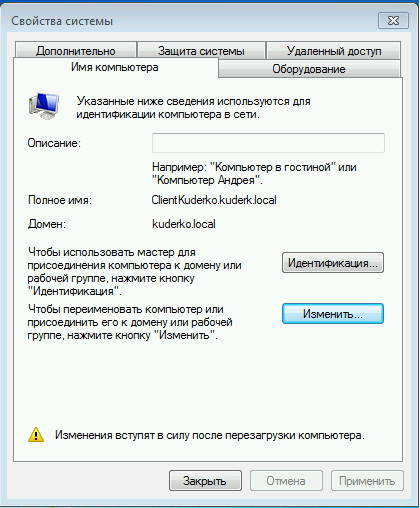 Свойства системы
Дополнительно
Защита системы
Удаленный доступ
Имя компьютера
Оборудование
Указанные ниже сведения используются для
идентификации компьютера в сети.
Описание:
Например: "Компьютер в гостиной" или
"Компьютер Андрея".
Полное имя:
ClientKuderko.kuderk.local
Домен:
kuderko.local
Чтобы использовать мастер для
присоединения компьютера к домену или
рабочей группе, нажмите кнопку
"Идентификация".
Идентификация...
Чтобы переименовать компьютер или
присоединить его к домену или рабочей
группе, нажмите кнопку "Изменить".
Изменить...
Изменения вступят в силу после перезагрузки компьютера.
Закрыть
Отмена
Применить